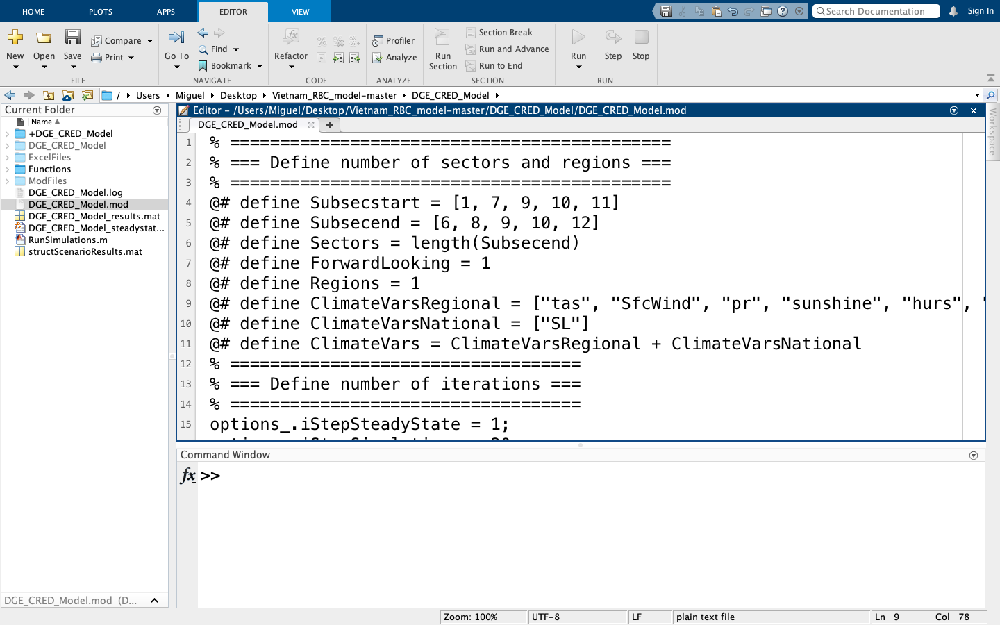 HOME PLOTS APPS EDITOR VIEW Search Documentation Sign In
New Open Save Compare Print Go To Find Bookmark Refactor Profiler Analyze Run Section Section Break Run and Advance Run to End Run Step Stop
FILE NAVIGATE CODE ANALYZE SECTION RUN
/ Users Miguel Desktop Vietnam_RBC_model-master DGE_CRED_Model
Current Folder
Name
+DGE_CRED_Model
DGE_CRED_Model
ExcelFiles
Functions
ModFiles
DGE_CRED_Model.log
DGE_CRED_Model.mod
DGE_CRED_Model_results.mat
DGE_CRED_Model_steadystat...
RunSimulations.m
structScenarioResults.mat
DGE_CRED_Model.mod (D...
Editor - /Users/Miguel/Desktop/Vietnam_RBC_model-master/DGE_CRED_Model/DGE_CRED_Model.mod
DGE_CRED_Model.mod
1 % ============================================
2 % === Define number of sectors and regions ===
3 % ============================================
4 @# define Subsecstart = [1, 7, 9, 10, 11]
5 @# define Subsecend = [6, 8, 9, 10, 12]
6 @# define Sectors = length(Subsecend)
7 @# define ForwardLooking = 1
8 @# define Regions = 1
9 @# define ClimateVarsRegional = ["tas", "SfcWind", "pr", "sunshine", "hurs",
10 @# define ClimateVarsNational = ["SL"]
11 @# define ClimateVars = ClimateVarsRegional + ClimateVarsNational
12 % ===================================
13 % === Define number of iterations ===
14 % ===================================
15 options_.iStepSteadyState = 1;
Workspace
Command Window
fx >>
Zoom: 100% UTF-8 LF plain text file Ln 9 Col 78